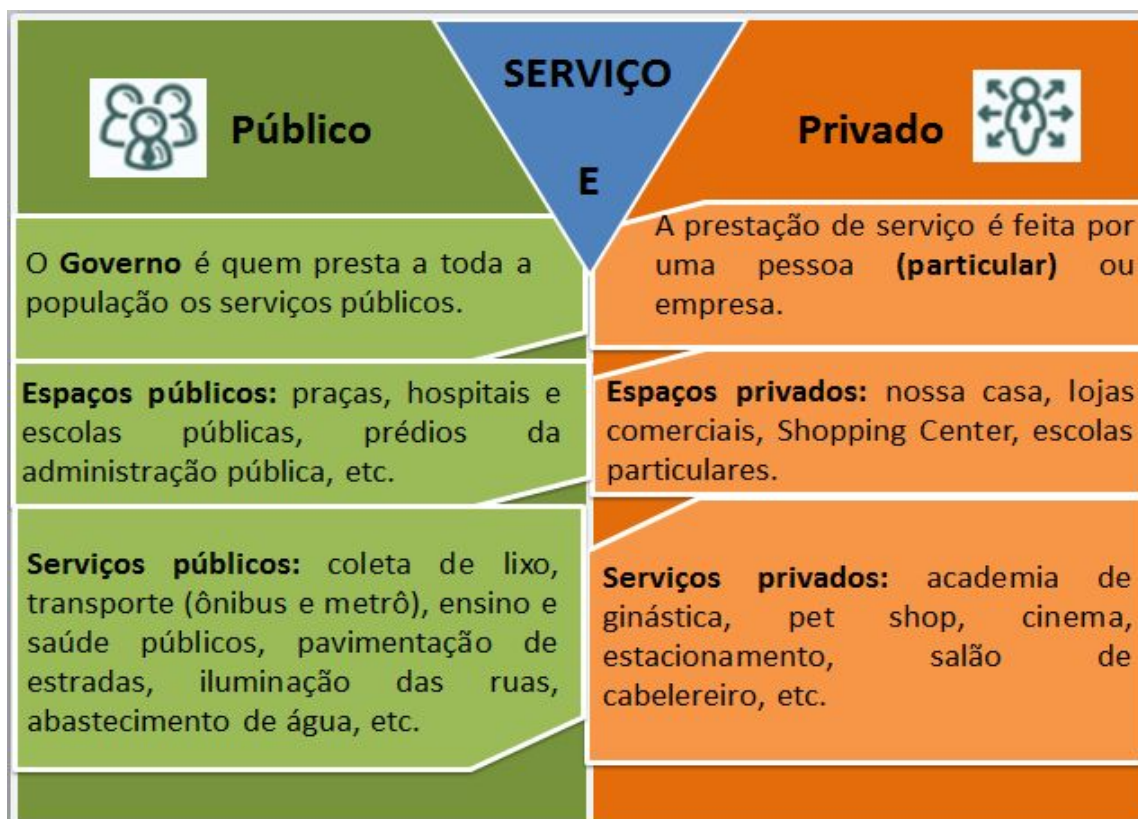 SERVIÇO
E
Público
Privado
O Governo é quem presta a toda a
população os serviços públicos.
A prestação de serviço é feita por
uma pessoa (particular) ou
empresa.
Espaços públicos: praças, hospitais e
escolas públicas, prédios da
administração pública, etc.
Espaços privados: nossa casa, lojas
comerciais, Shopping Center, escolas
particulares.
Serviços públicos: coleta de lixo,
transporte (ônibus e metrô), ensino e
saúde públicos, pavimentação de
estradas, iluminação das ruas,
abastecimento de água, etc.
Serviços privados: academia de
ginástica, pet shop, cinema,
estacionamento, salão de
cabelereiro, etc.